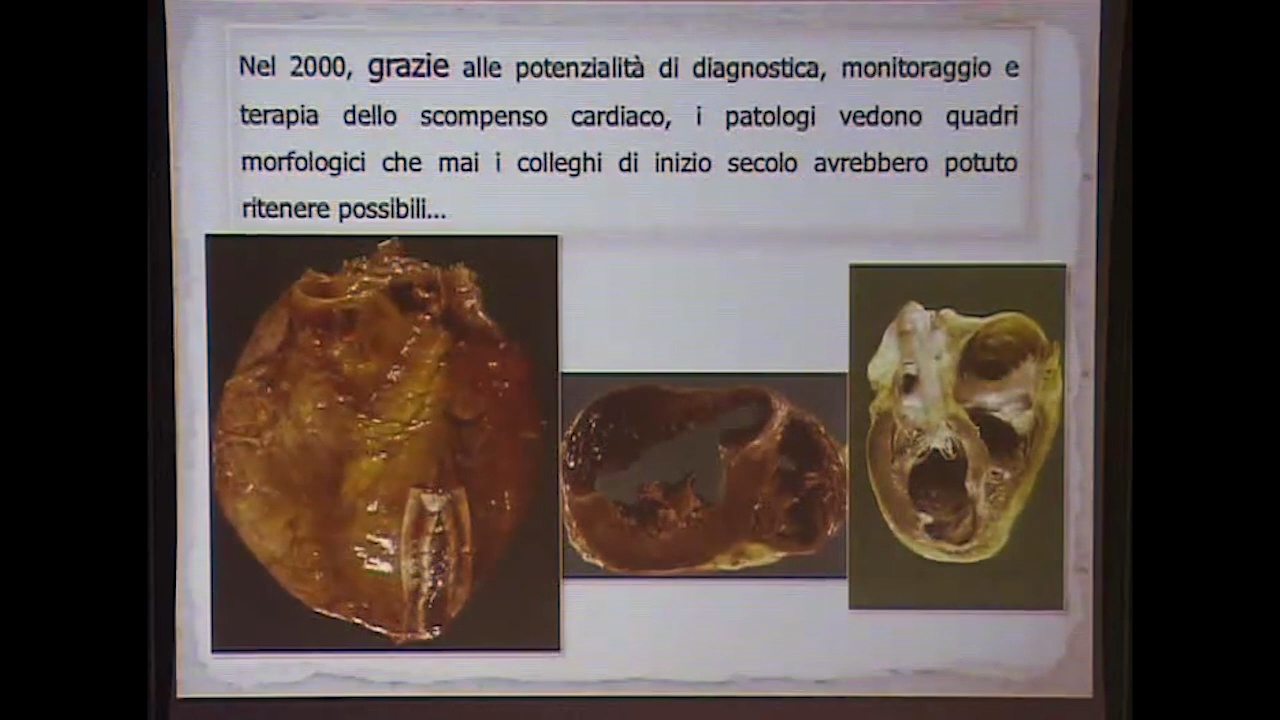 Nel 2000, grazie alle potenzialità di diagnostica, monitoraggio e
terapia dello scompenso cardiaco, i patologi vedono quadri
morfologici che mai i colleghi di inizio secolo avrebbero potuto
ritenere possibili...